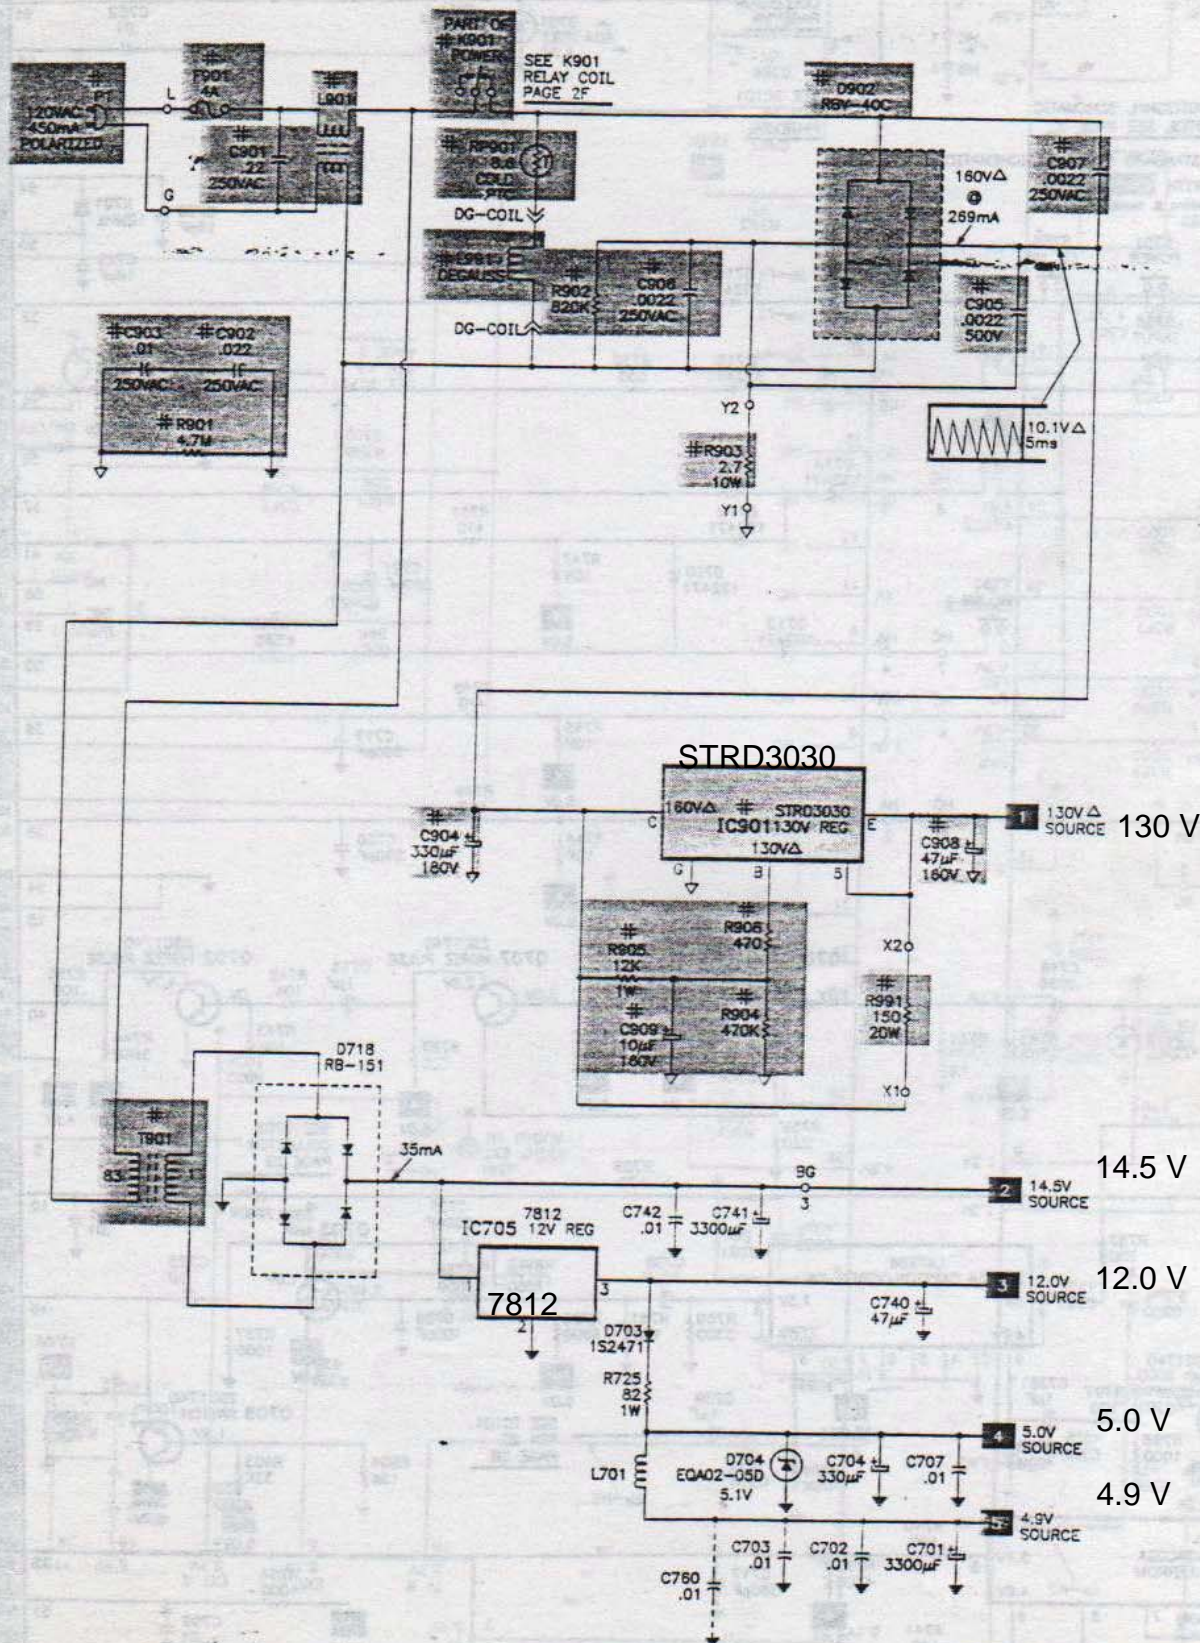 PART OF
# K901
POWER
SEE K901
RELAY COIL
PAGE 2F
#
F901
4A
#
L901
#
P1
120VAC
450mA
POLARIZED
L
G
#
C901
.22
250VAC
#
RP901
8.6
COLD
PTC
DG-COIL
DEGAUSS
DG-COIL
#
R902
820K
#
C906
.0022
250VAC
#
D902
RBV-40C
160V△
@
269mA
#
C907
.0022
250VAC
#
C905
.0022
500V
#C903
.01
250VAC
#C902
.022
250VAC
#R901
4.7M
Y2
#R903
2.7
10W
Y1
10.1V△
5ms
STRD3030
160V△
#
STRD3030
IC901 130V REG
130V△
C
E
G
B
S
#
C904
330µF
180V
+
#
C908
47µF
160V
+
1
130V△
SOURCE
130 V
#
R905
12K
1W
#
R906
470
#
C909
10µF
160V
+
#
R904
470K
X2
#
R991
150
20W
X1
D718
RB-151
#
T901
83
1
35mA
BG
3
C742
.01
C741
3300µF
+
2
14.5V
SOURCE
14.5 V
7812
IC705 12V REG
1
3
7812
2
C740
47µF
+
3
12.0V
SOURCE
12.0 V
D703
1S2471
R725
82
1W
L701
D704
EQA02-05D
5.1V
C704
330µF
+
C707
.01
4
5.0V
SOURCE
5.0 V
C760
.01
C703
.01
C702
.01
C701
3300µF
+
5
4.9V
SOURCE
4.9 V